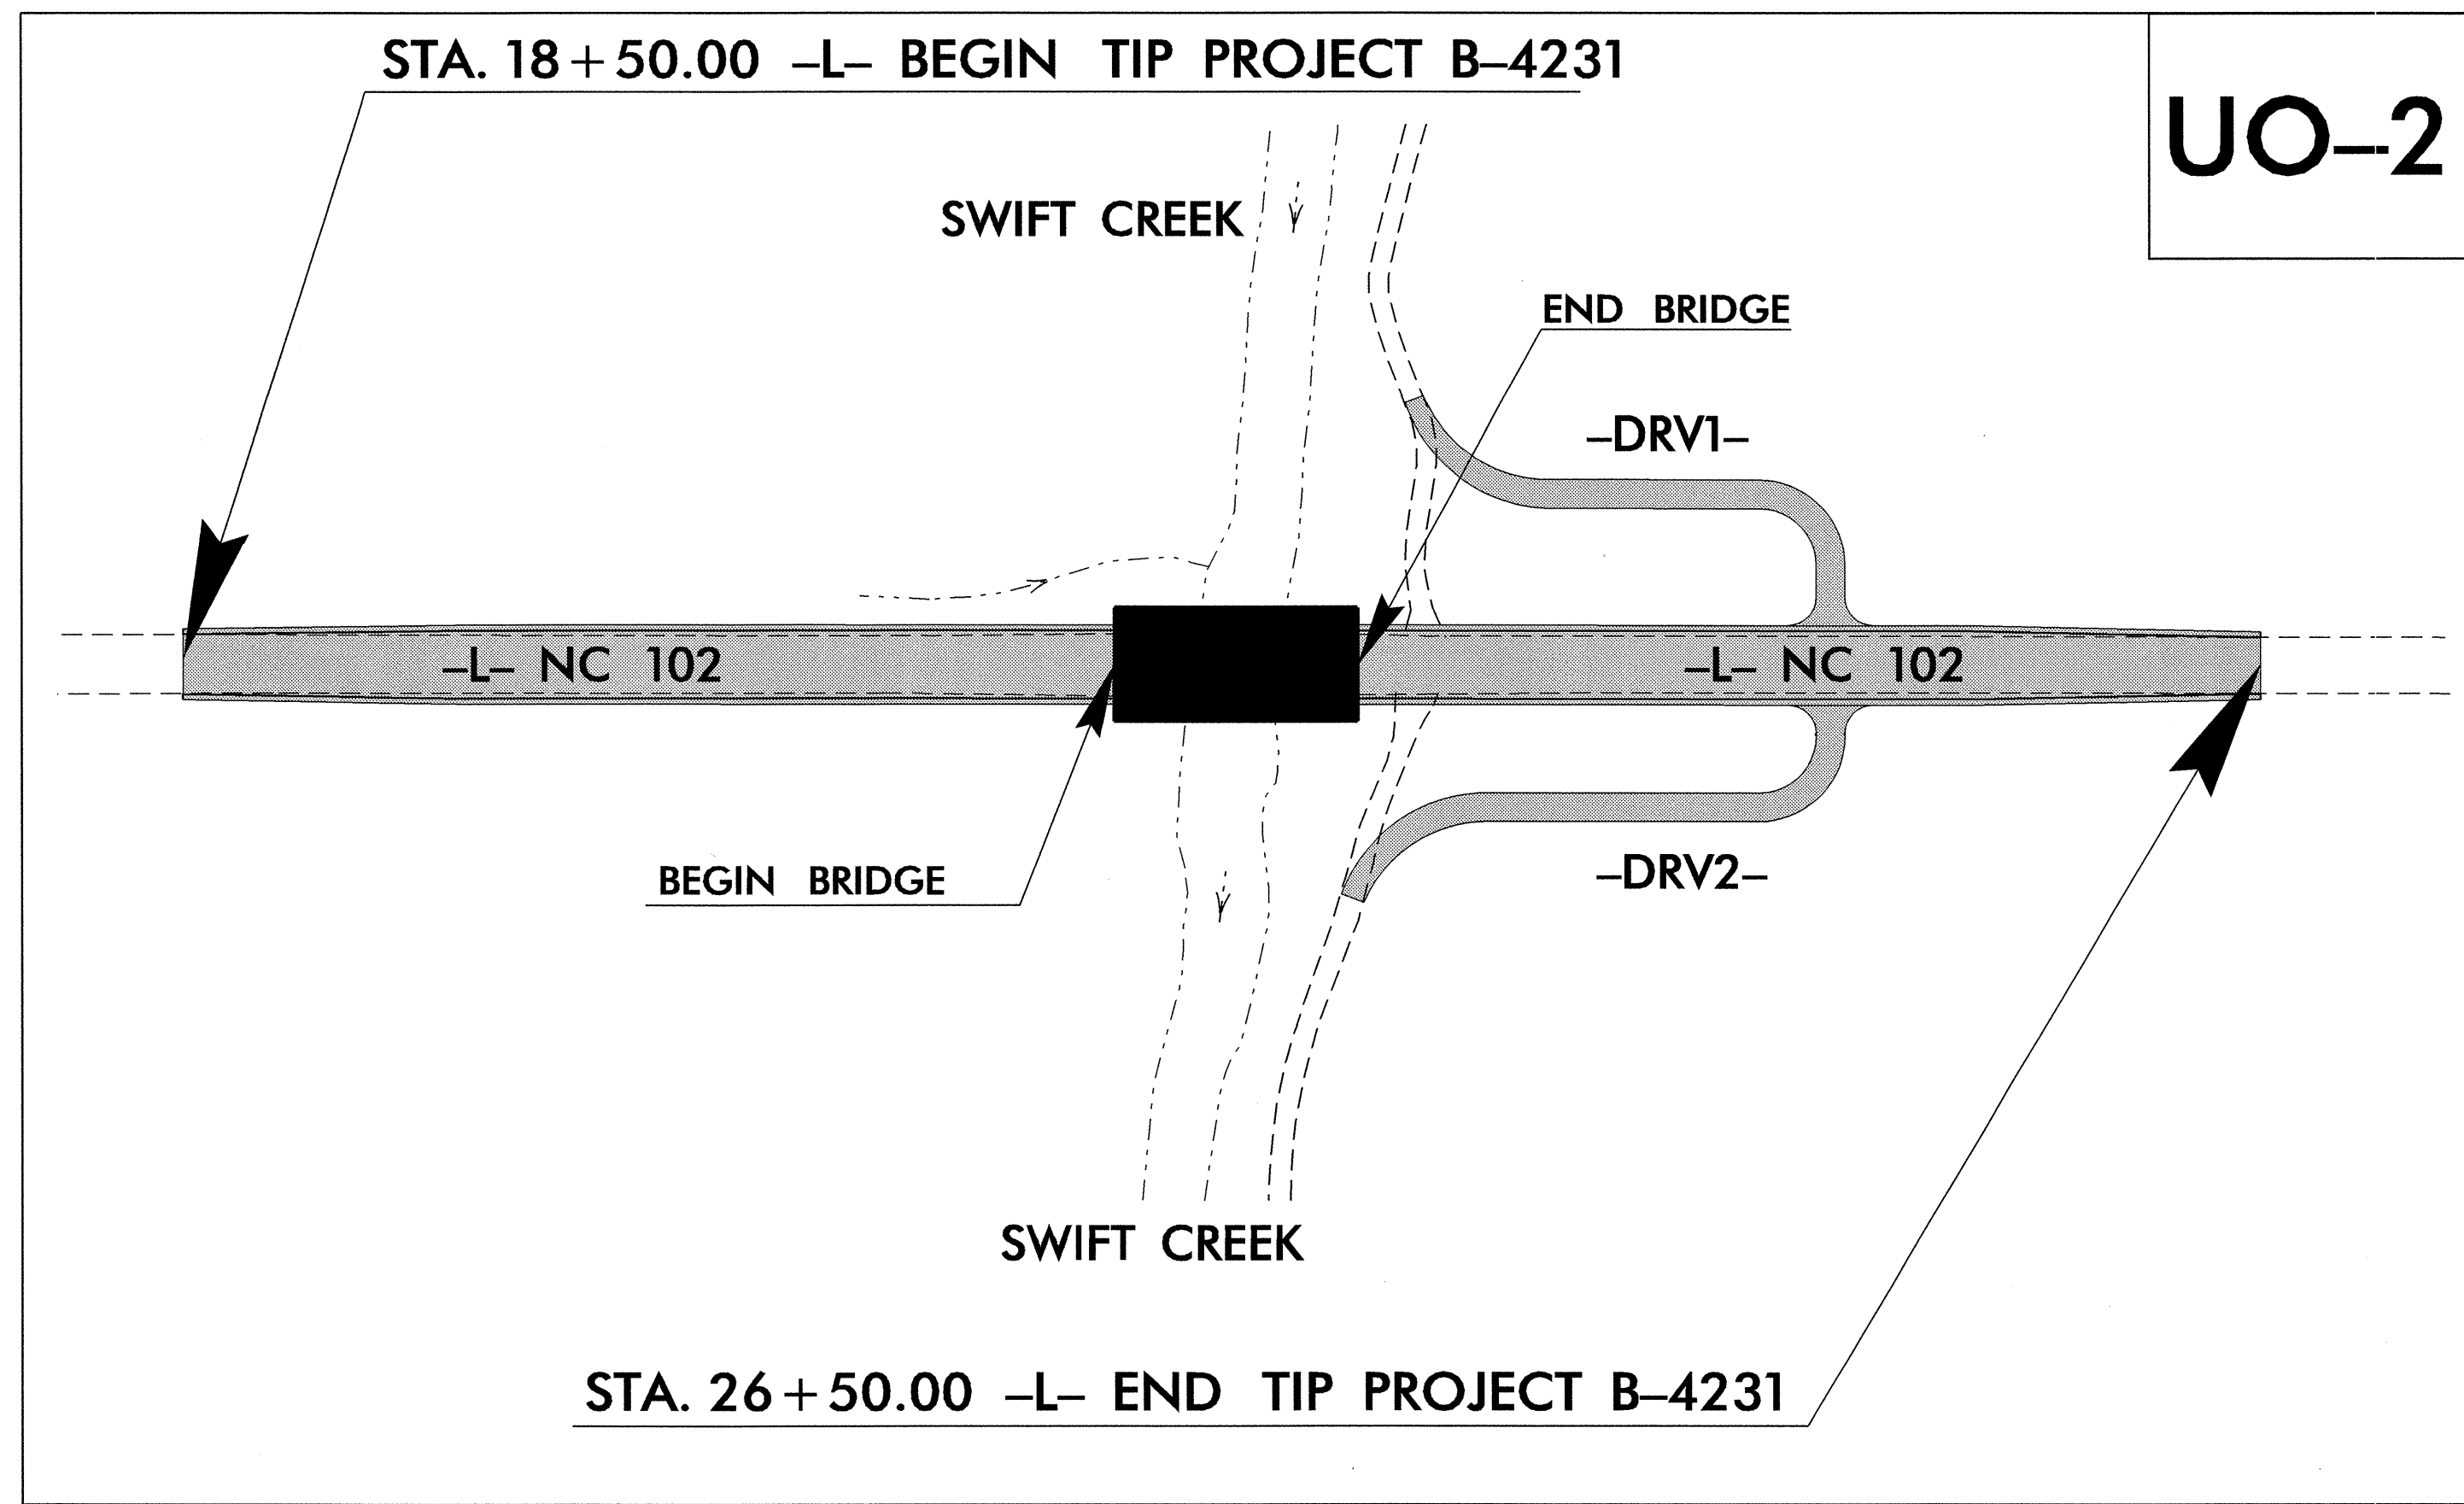 STA. 18+50.00 –L– BEGIN TIP PROJECT B–4231
UO–2
SWIFT CREEK
END BRIDGE
–DRV1–
–L– NC 102
–L– NC 102
BEGIN BRIDGE
–DRV2–
SWIFT CREEK
STA. 26+50.00 –L– END TIP PROJECT B–4231